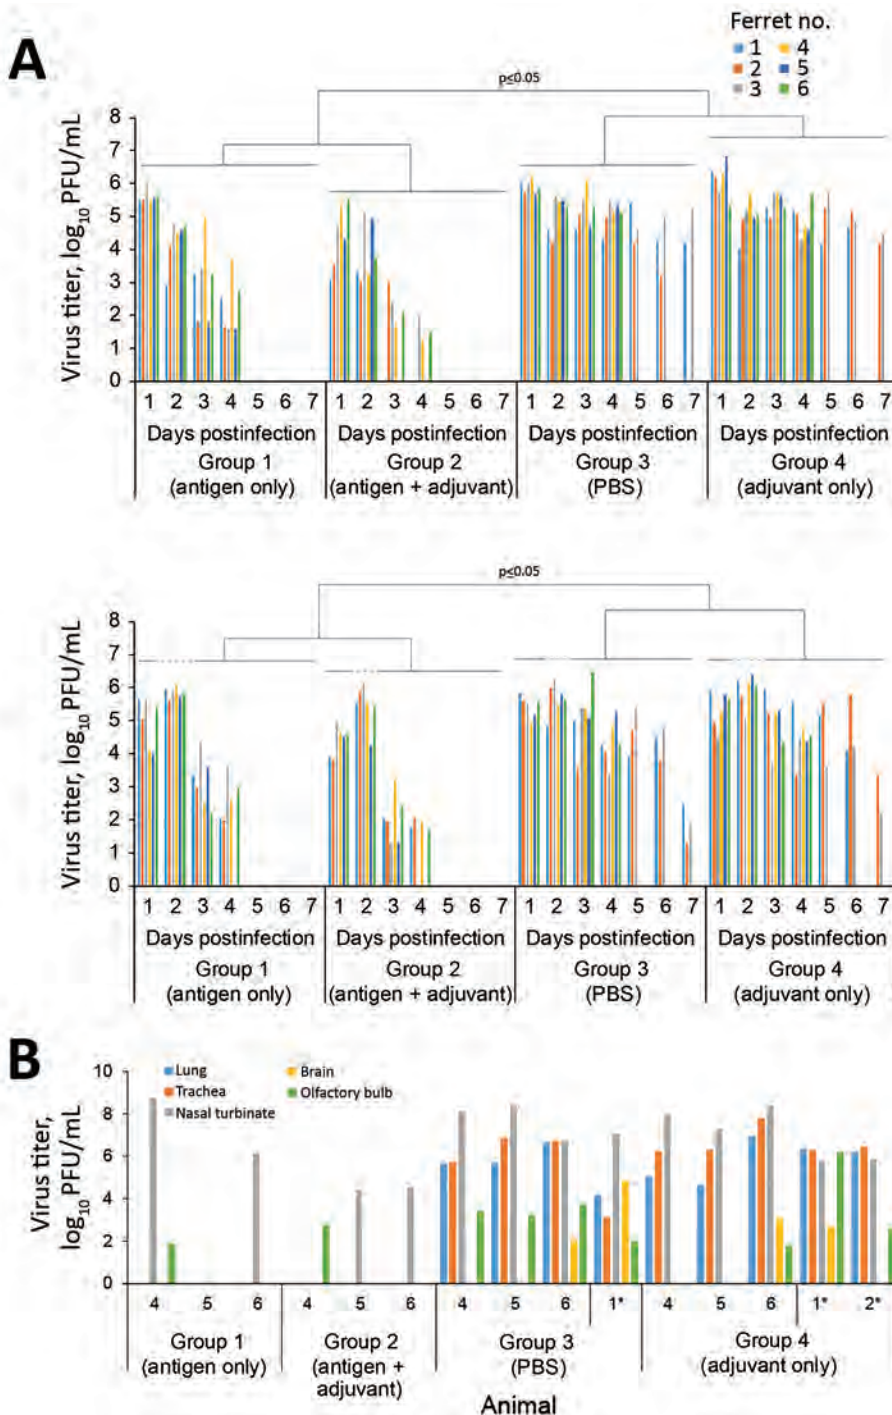 Ferret no.
1 4
2 5
3 6
A
p≤0.05
Virus titer, log10 PFU/mL
8
7
6
5
4
3
2
1
0
1 2 3 4 5 6 7 1 2 3 4 5 6 7 1 2 3 4 5 6 7 1 2 3 4 5 6 7
Days postinfection Days postinfection Days postinfection Days postinfection
Group 1 Group 2 Group 3 Group 4
(antigen only) (antigen + adjuvant) (PBS) (adjuvant only)
p≤0.05
Virus titer, log10 PFU/mL
8
7
6
5
4
3
2
1
0
1 2 3 4 5 6 7 1 2 3 4 5 6 7 1 2 3 4 5 6 7 1 2 3 4 5 6 7
Days postinfection Days postinfection Days postinfection Days postinfection
Group 1 Group 2 Group 3 Group 4
(antigen only) (antigen + adjuvant) (PBS) (adjuvant only)
B
Lung Brain
Trachea Olfactory bulb
Nasal turbinate
Virus titer,
log10 PFU/mL
10
8
6
4
2
0
4 5 6 4 5 6 4 5 6 1* 4 5 6 1* 2*
Group 1 Group 2 Group 3 Group 4
(antigen only) (antigen + (PBS) (adjuvant only)
adjuvant)
Animal